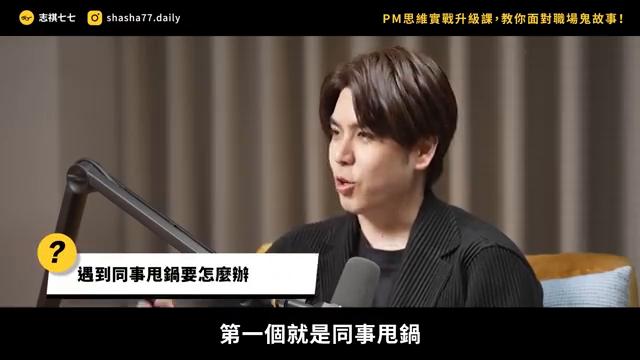 志祺七七
shasha77.daily
PM思維實戰升級課,教你面對職場鬼故事!
?
遇到同事甩鍋要怎麼辦
第一個就是同事甩鍋